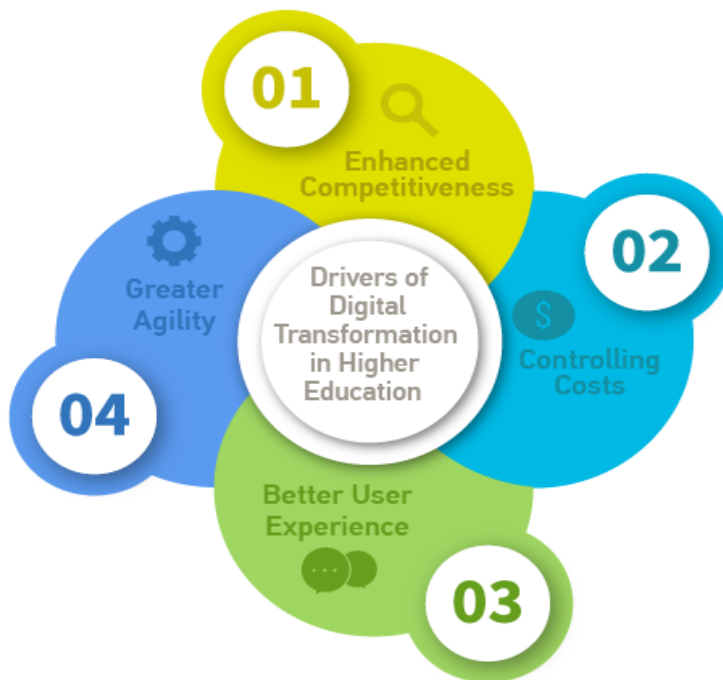 01
Enhanced
Competitiveness
02
$
Controlling
Costs
Drivers of
Digital
Transformation
in Higher
Education
Greater
Agility
04
Better User
Experience
03